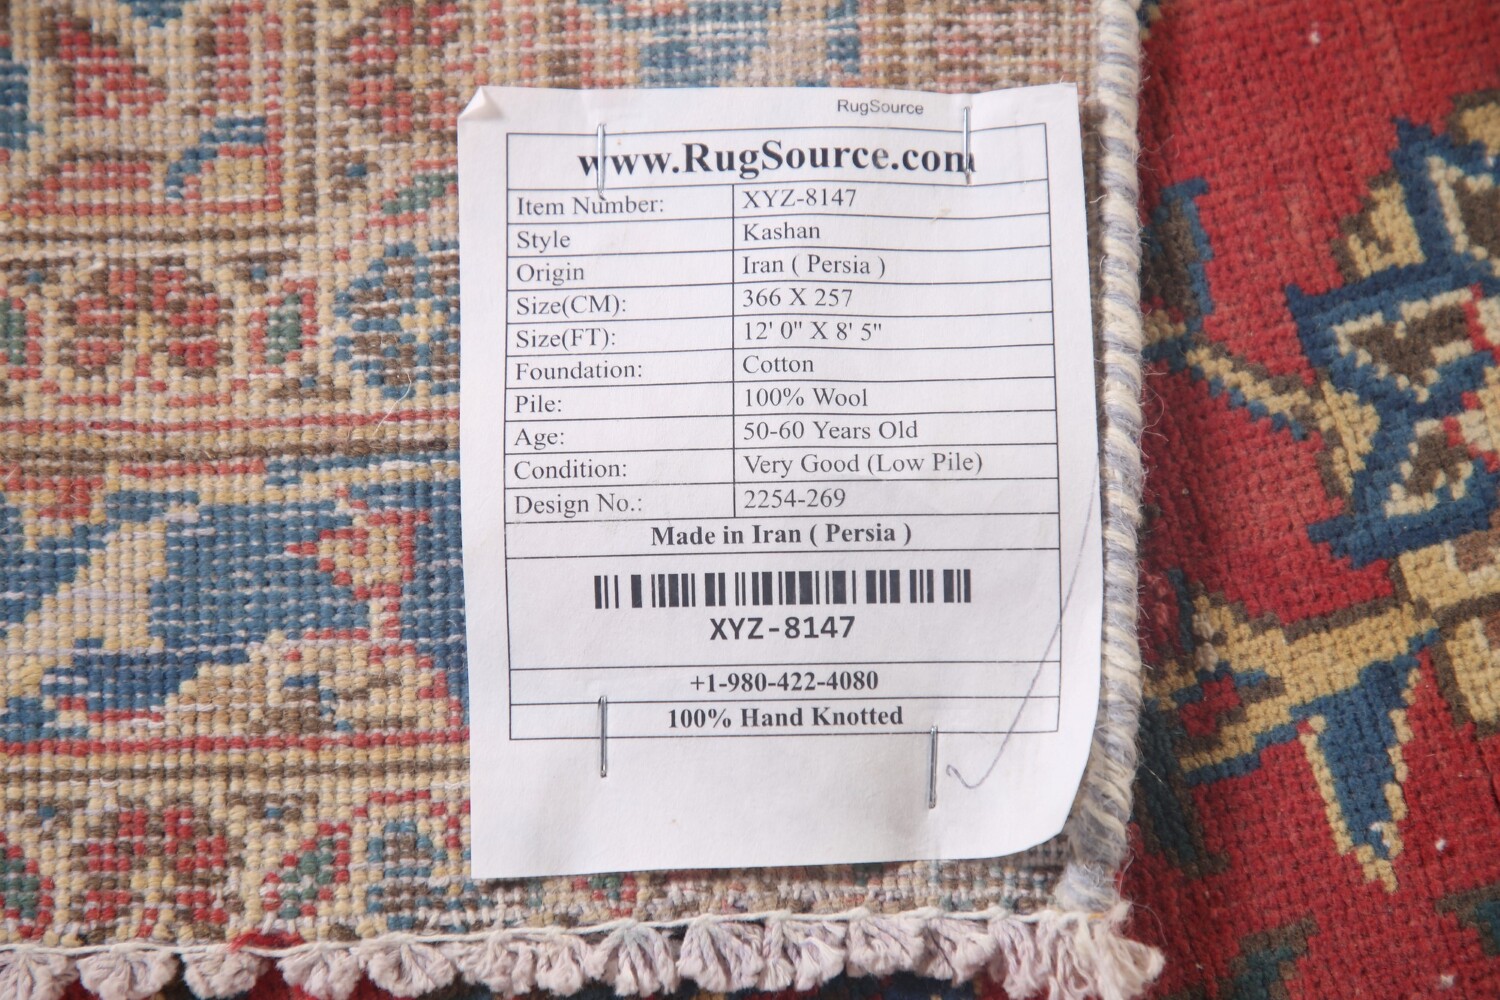 RugSource
www.RugSource.com
Item Number: XYZ-8147
Style Kashan
Origin Iran ( Persia )
Size(CM): 366 X 257
Size(FT): 12' 0" X 8' 5"
Foundation: Cotton
Pile: 100% Wool
Age: 50-60 Years Old
Condition: Very Good (Low Pile)
Design No.: 2254-269
Made in Iran ( Persia )
XYZ-8147
+1-980-422-4080
100% Hand Knotted